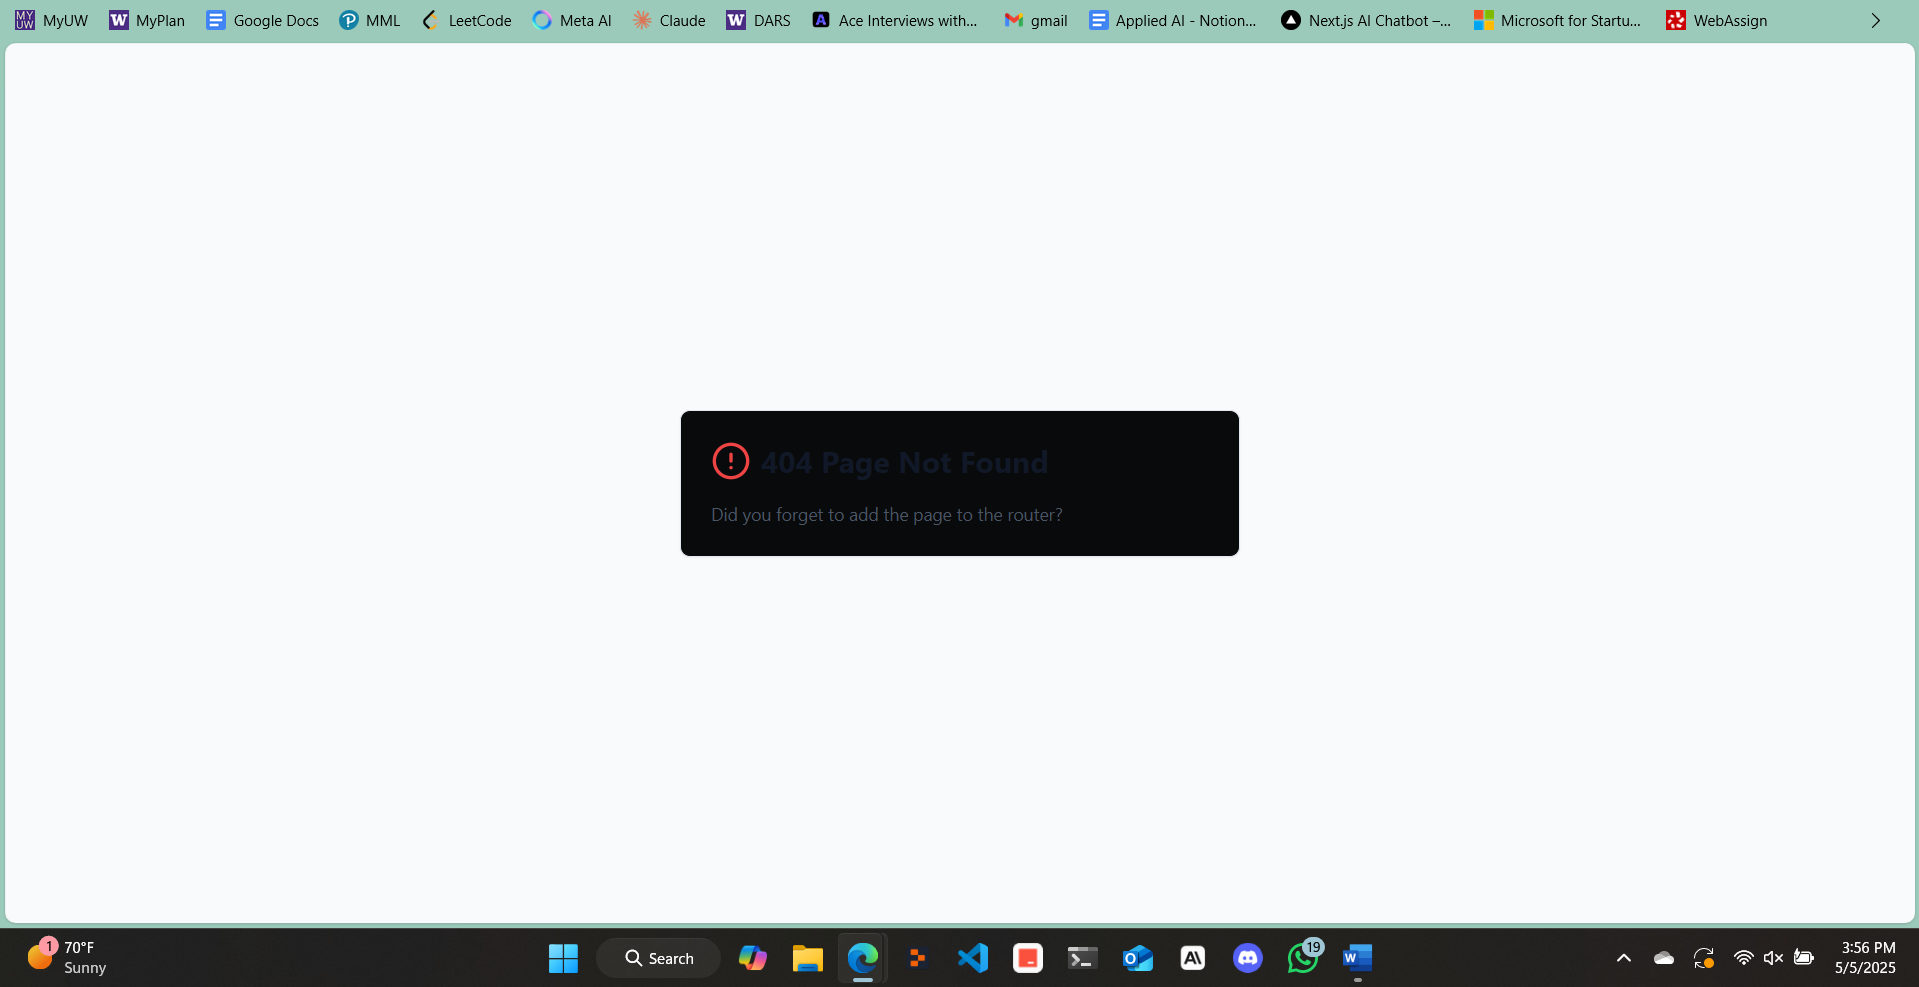 MY UW MyUW W MyPlan Google Docs MML LeetCode Meta AI Claude W DARS A Ace Interviews with... gmail Applied AI - Notion... Next.js AI Chatbot –... Microsoft for Startu... WebAssign
404 Page Not Found
Did you forget to add the page to the router?
1 70°F
Sunny
Search
19
3:56 PM
5/5/2025